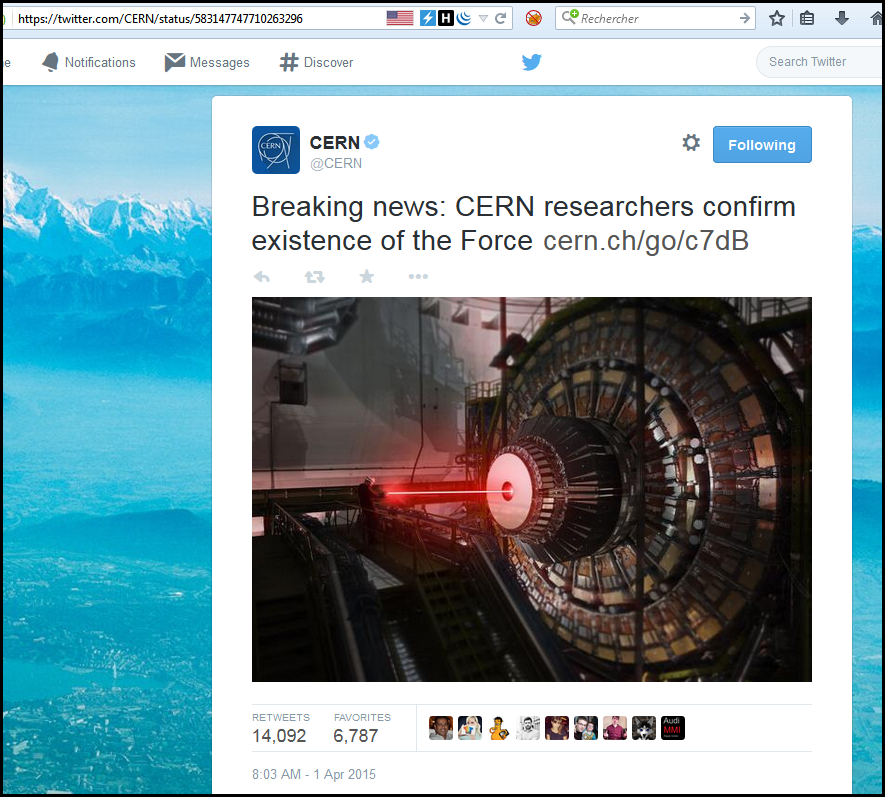 https://twitter.com/CERN/status/583147747710263296
H
Rechercher
e
Notifications
Messages
Discover
Search Twitter
CERN
CERN
@CERN
Following
Breaking news: CERN researchers confirm
existence of the Force cern.ch/go/c7dB
RETWEETS
FAVORITES
14,092
6,787
Audi
MMI
8:03 AM - 1 Apr 2015